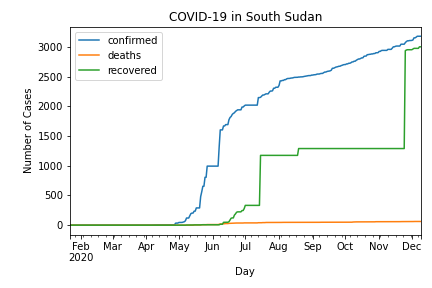 COVID-19 in South Sudan
confirmed
deaths
recovered
Number of Cases
3000
2500
2000
1500
1000
500
0
Feb Mar Apr May Jun Jul Aug Sep Oct Nov Dec
2020
Day